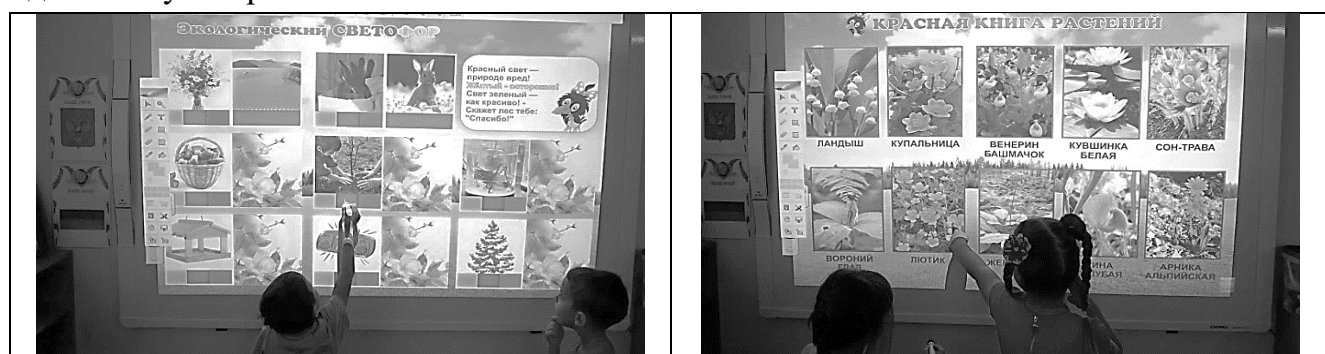 Экологический СВЕТОФОР
Красный свет —
природе вред!
Жёлтый - осторожно!
Свет зеленый —
как красиво! -
Скажет лес тебе:
"Спасибо!"
КРАСНАЯ КНИГА РАСТЕНИЙ
ЛАНДЫШ
КУПАЛЬНИЦА
ВЕНЕРИН
БАШМАЧОК
КУВШИНКА
БЕЛАЯ
СОН-ТРАВА
ВОРОНИЙ
ГЛАЗ
ЛЮТИК
АРНИКА
АЛЬПИЙСКАЯ